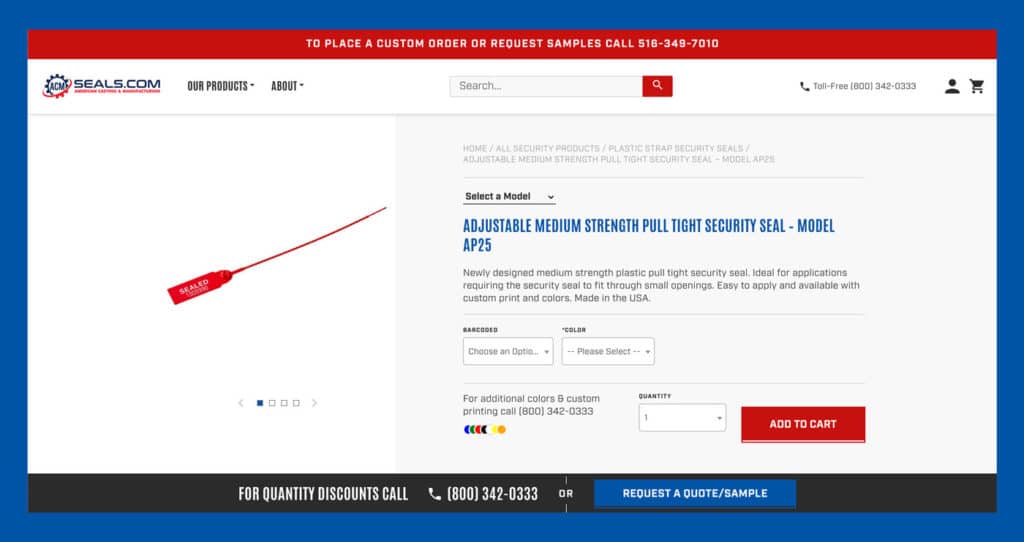 TO PLACE A CUSTOM ORDER OR REQUEST SAMPLES CALL 516-349-7010
ACM SEALS.COM
AMERICAN CASTING & MANUFACTURING
OUR PRODUCTS
ABOUT
Search...
Toll-Free (800) 342-0333
HOME / ALL SECURITY PRODUCTS / PLASTIC STRAP SECURITY SEALS /
ADJUSTABLE MEDIUM STRENGTH PULL TIGHT SECURITY SEAL – MODEL AP25
Select a Model
ADJUSTABLE MEDIUM STRENGTH PULL TIGHT SECURITY SEAL – MODEL
AP25
Newly designed medium strength plastic pull tight security seal. Ideal for applications
requiring the security seal to fit through small openings. Easy to apply and available with
custom print and colors. Made in the USA.
SEALED
BARCODED
*COLOR
Choose an Optio...
-- Please Select --
For additional colors & custom
printing call (800) 342-0333
QUANTITY
1
ADD TO CART
FOR QUANTITY DISCOUNTS CALL
(800) 342-0333
OR
REQUEST A QUOTE/SAMPLE